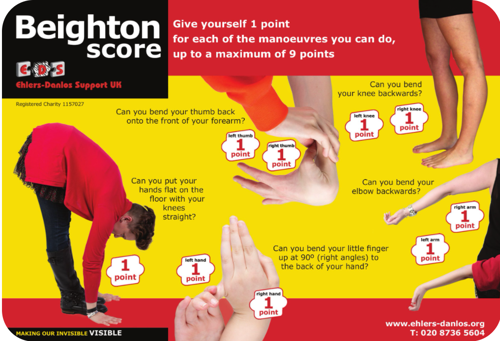 Beighton
score
Give yourself 1 point
for each of the manoeuvres you can do,
up to a maximum of 9 points
EDS
Ehlers-Danlos Support UK
Registered Charity 1157027
Can you bend your thumb back
onto the front of your forearm?
left thumb
1
point
right thumb
1
point
Can you bend
your knee backwards?
left knee
1
point
right knee
1
point
Can you put your
hands flat on the
floor with your
knees
straight?
1
point
Can you bend your
elbow backwards?
right arm
1
point
left arm
1
point
Can you bend your little finger
up at 90º (right angles) to
the back of your hand?
left hand
1
point
right hand
1
point
MAKING OUR INVISIBLE VISIBLE
www.ehlers-danlos.org
T: 020 8736 5604